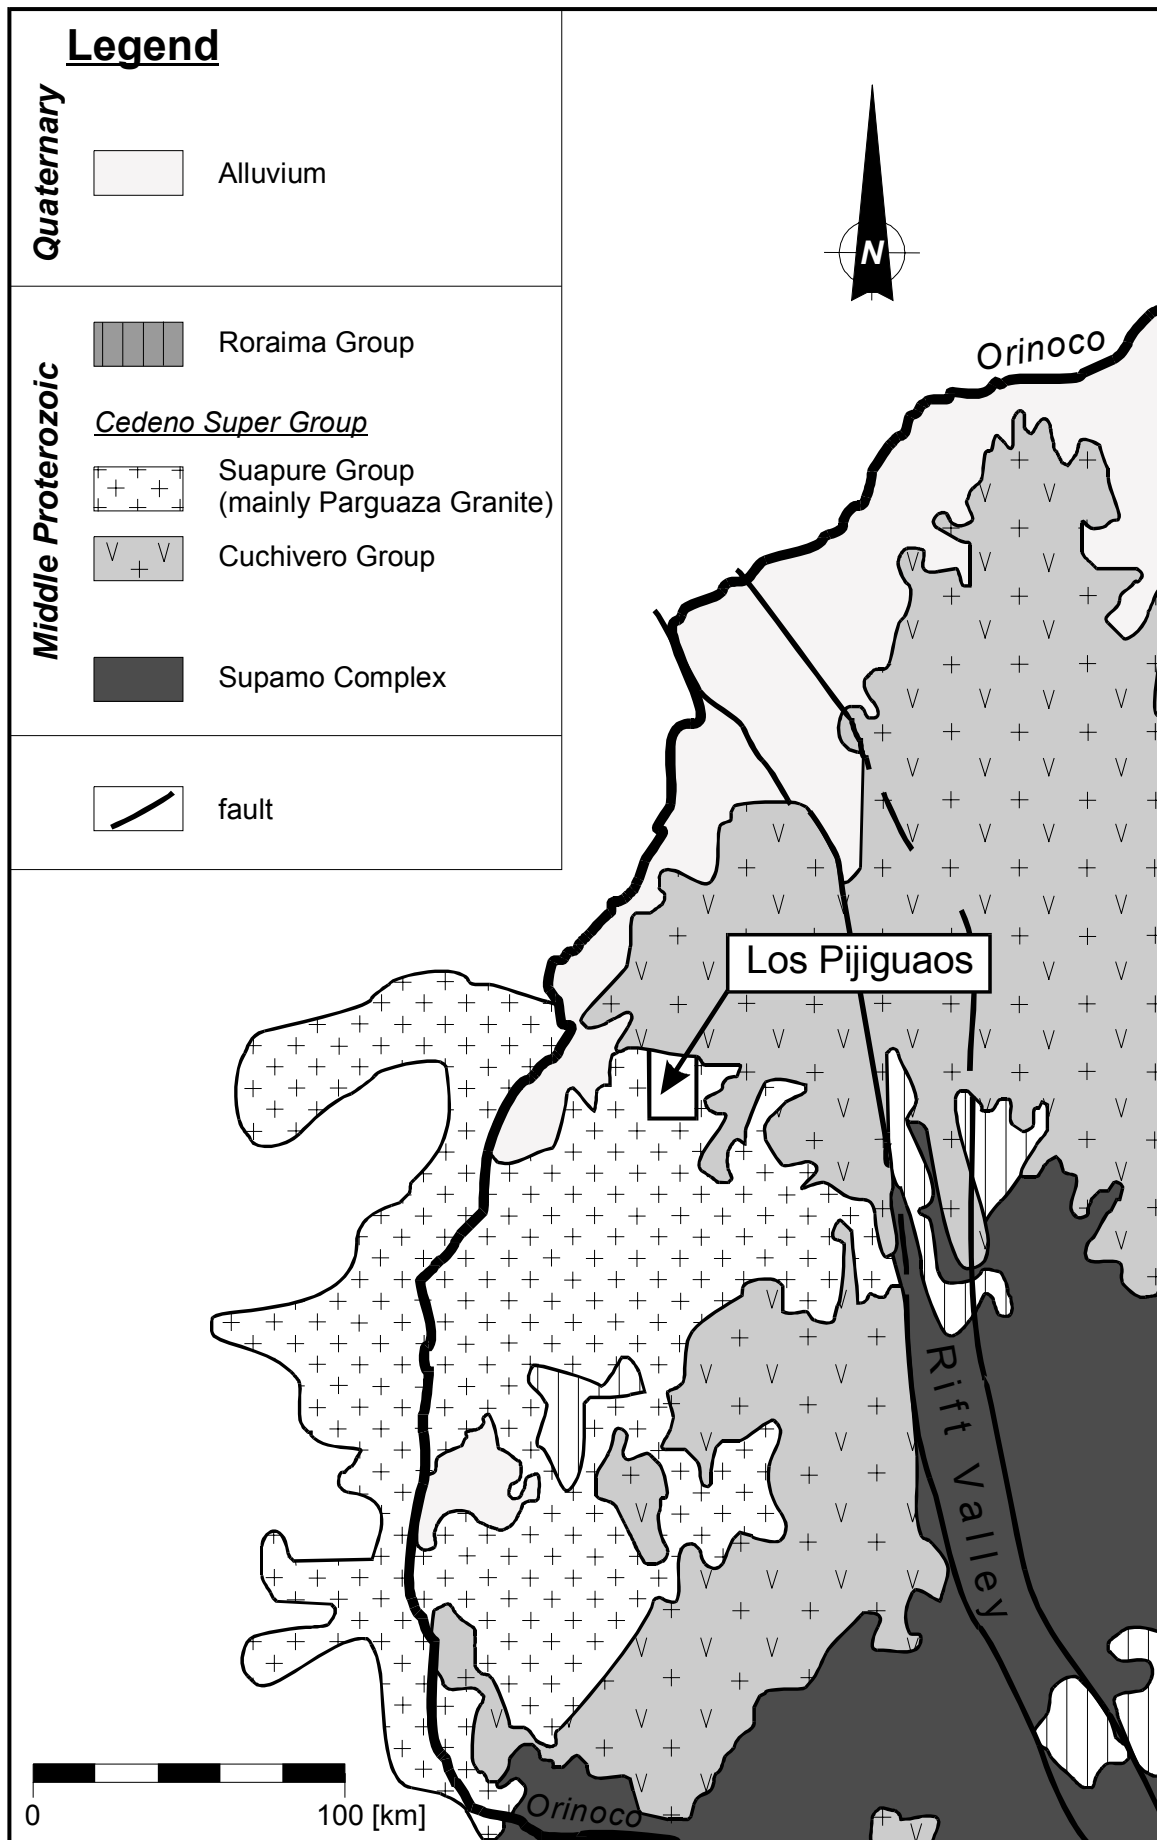 Legend
Quaternary
Alluvium
Middle Proterozoic
Roraima Group
Cedeno Super Group
Suapure Group
(mainly Parguaza Granite)
Cuchivero Group
Supamo Complex
fault
N
Orinoco
Los Pijiguaos
Rift Valley
Orinoco
0 100 [km]